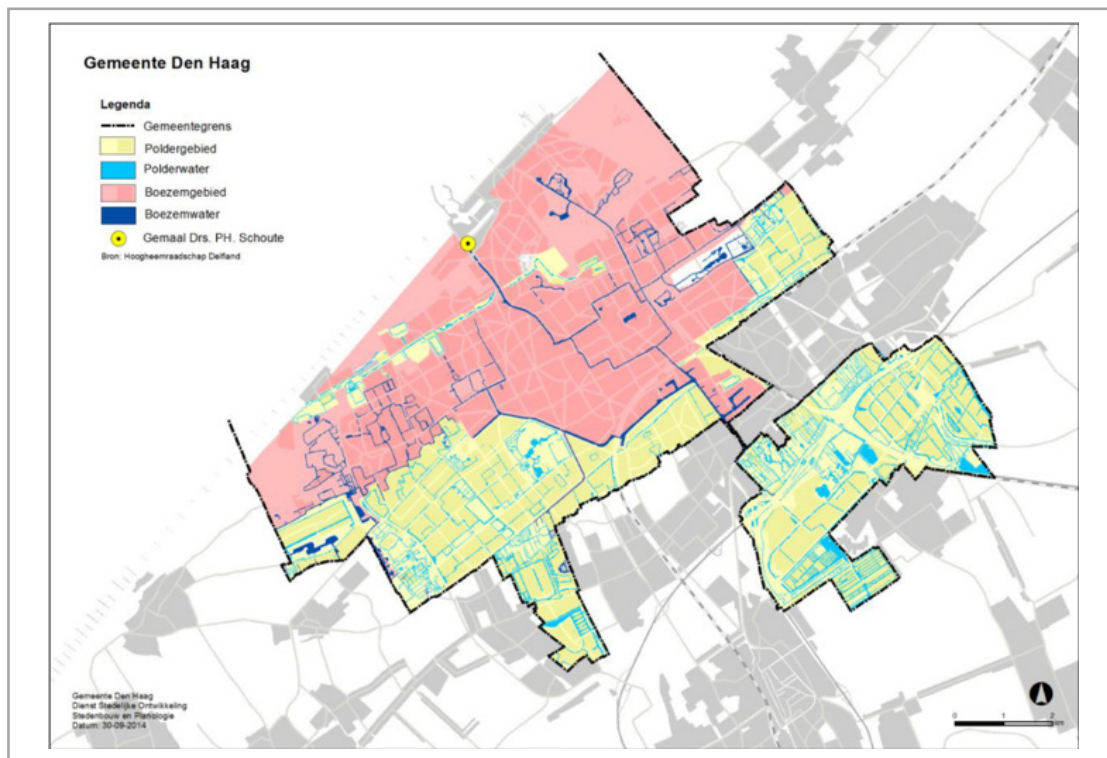 Gemeente Den Haag
Legenda
Gemeentegrens
Poldergebied
Polderwater
Boezemgebied
Boezemwater
Gemaal Drs. PH. Schoute
Bron: Hoogheemraadschap Delfland
Gemeente Den Haag
Dienst Stedelijke Ontwikkeling
Stedenbouw en Planologie
Datum: 30-09-2014
0 1 2
km